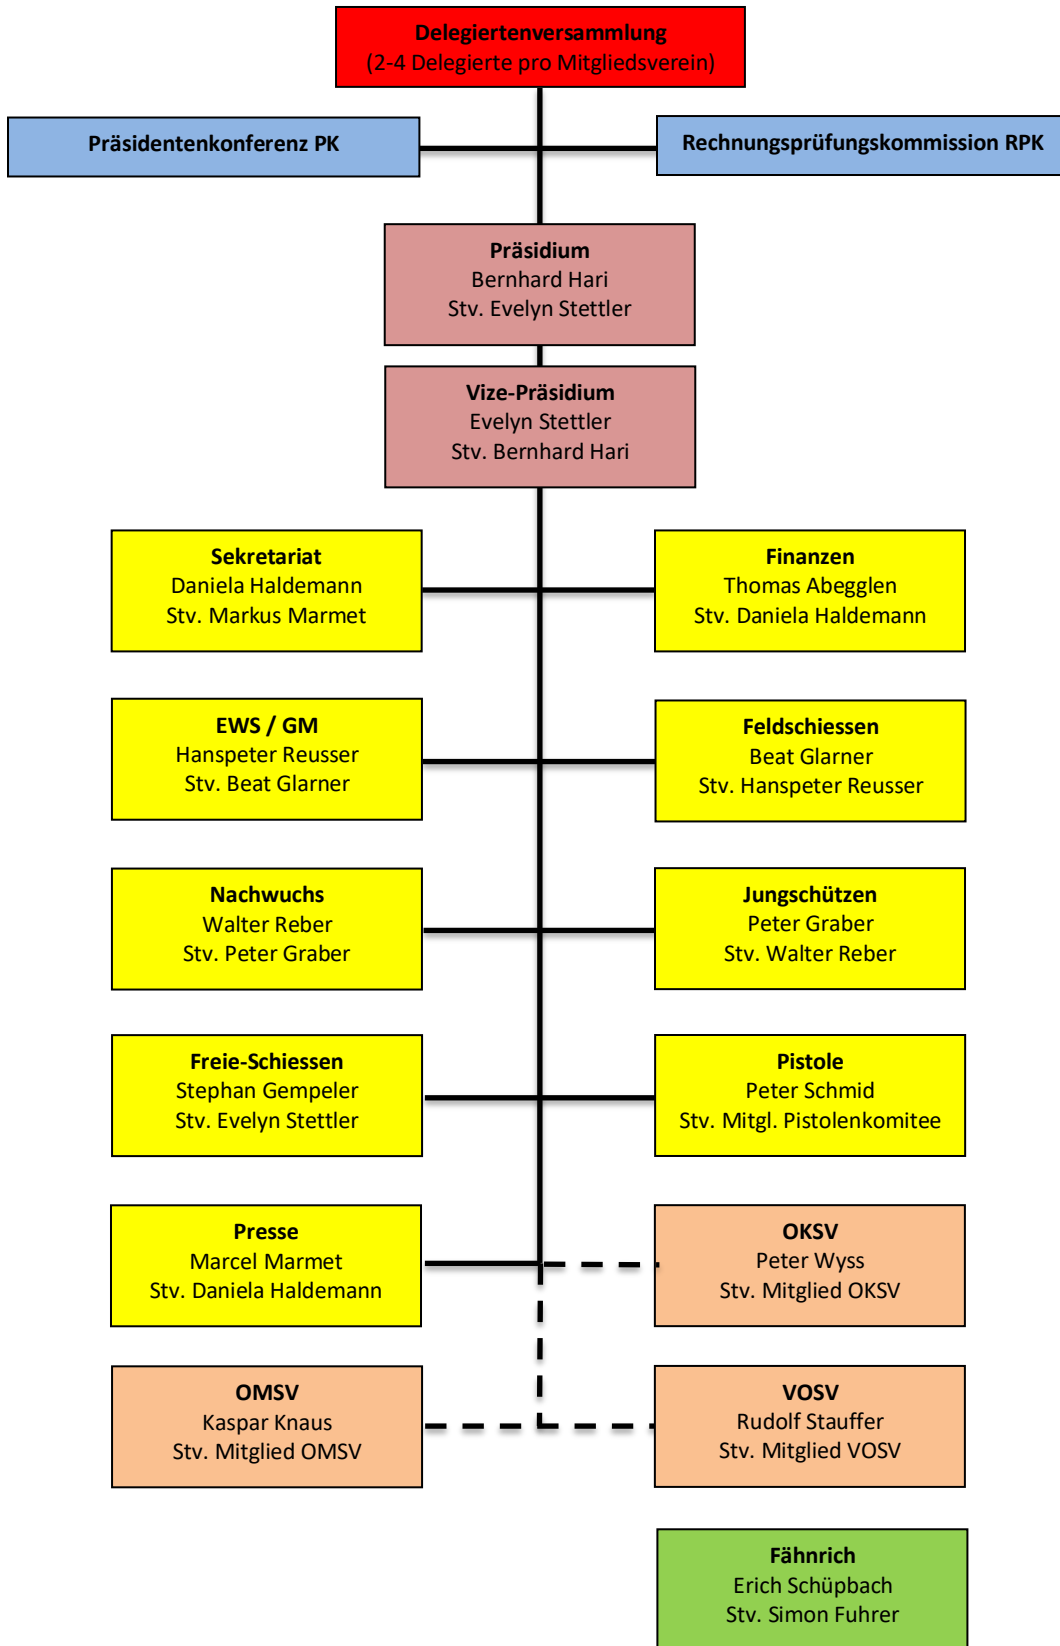 Delegiertenversammlung
(2-4 Delegierte pro Mitgliedsverein)
Präsidentenkonferenz PK
Rechnungsprüfungskommission RPK
Präsidium
Bernhard Hari
Stv. Evelyn Stettler
Vize-Präsidium
Evelyn Stettler
Stv. Bernhard Hari
Sekretariat
Daniela Haldemann
Stv. Markus Marmet
Finanzen
Thomas Abegglen
Stv. Daniela Haldemann
EWS / GM
Hanspeter Reusser
Stv. Beat Glarner
Feldschiessen
Beat Glarner
Stv. Hanspeter Reusser
Nachwuchs
Walter Reber
Stv. Peter Graber
Jungschützen
Peter Graber
Stv. Walter Reber
Freie-Schiessen
Stephan Gempeler
Stv. Evelyn Stettler
Pistole
Peter Schmid
Stv. Mitgl. Pistolenkomitee
Presse
Marcel Marmet
Stv. Daniela Haldemann
OKSV
Peter Wyss
Stv. Mitglied OKSV
OMSV
Kaspar Knaus
Stv. Mitglied OMSV
VOSV
Rudolf Stauffer
Stv. Mitglied VOSV
Fähnrich
Erich Schüpbach
Stv. Simon Fuhrer